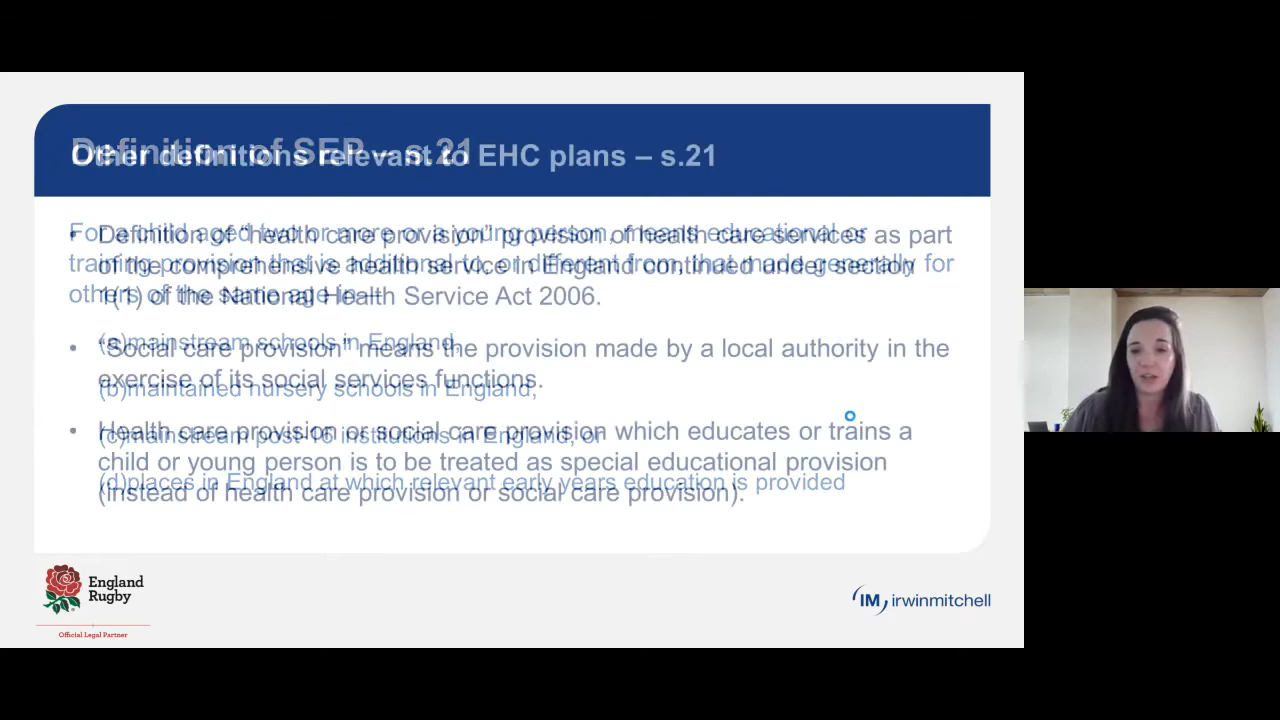 Definition of SEP – s.21
Other definitions relevant to EHC plans – s.21
For a child aged two or more or a young person, means educational or
training provision that is additional to, or different from, that made generally for
others of the same age in –
(a)mainstream schools in England,
(b)maintained nursery schools in England,
(c)mainstream post-16 institutions in England, or
(d)places in England at which relevant early years education is provided
• Definition of “health care provision” provision of health care services as part
of the comprehensive health service in England continued under section
1(1) of the National Health Service Act 2006.
• “Social care provision” means the provision made by a local authority in the
exercise of its social services functions.
• Health care provision or social care provision which educates or trains a
child or young person is to be treated as special educational provision
(instead of health care provision or social care provision).
England
Rugby
Official Legal Partner
IM irwinmitchell